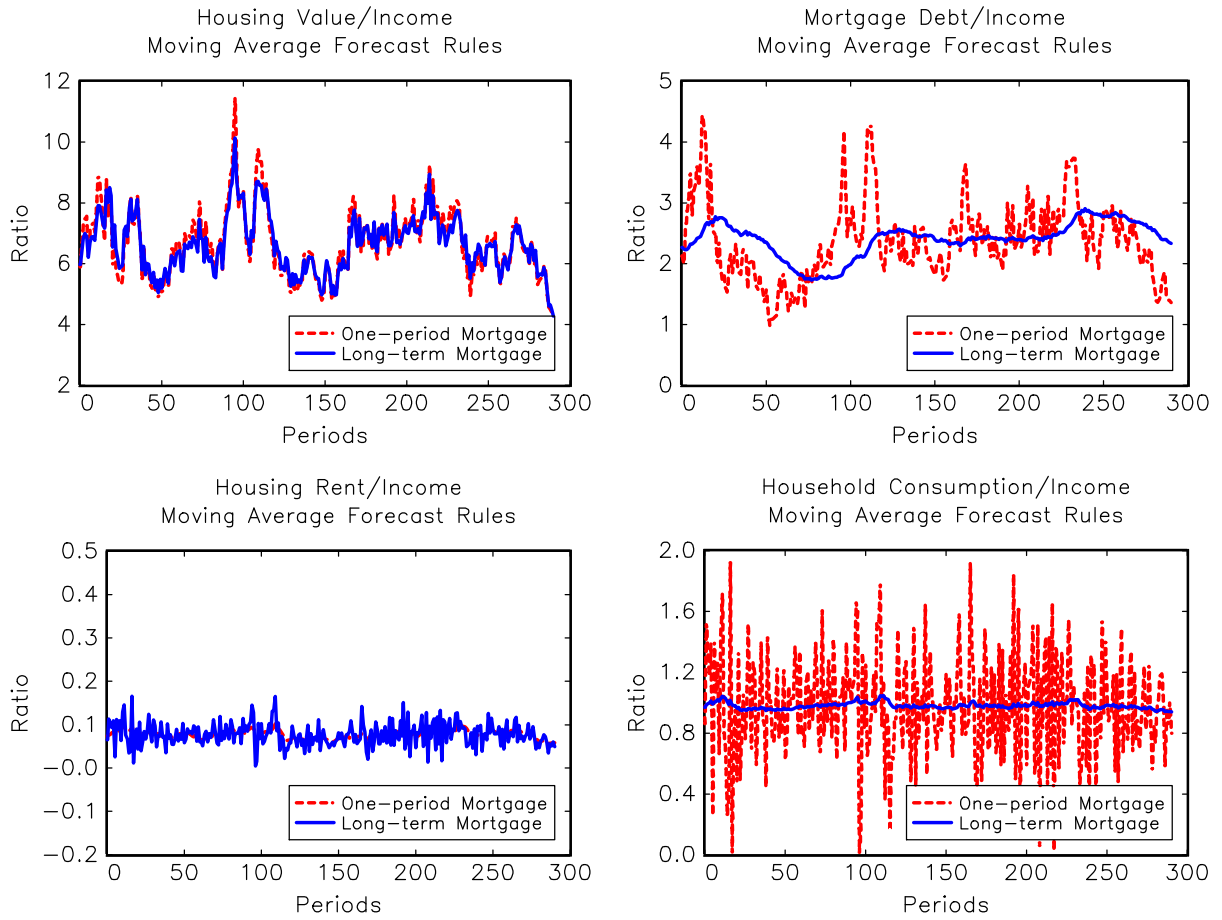 Housing Value/Income
Moving Average Forecast Rules
12
10
8
6
4
2
Ratio
0 50 100 150 200 250 300
Periods
One-period Mortgage
Long-term Mortgage
Mortgage Debt/Income
Moving Average Forecast Rules
5
4
3
2
1
0
Ratio
0 50 100 150 200 250 300
Periods
One-period Mortgage
Long-term Mortgage
Housing Rent/Income
Moving Average Forecast Rules
0.5
0.4
0.3
0.2
0.1
-0.0
-0.1
-0.2
Ratio
0 50 100 150 200 250 300
Periods
One-period Mortgage
Long-term Mortgage
Household Consumption/Income
Moving Average Forecast Rules
2.0
1.6
1.2
0.8
0.4
0.0
Ratio
0 50 100 150 200 250 300
Periods
One-period Mortgage
Long-term Mortgage